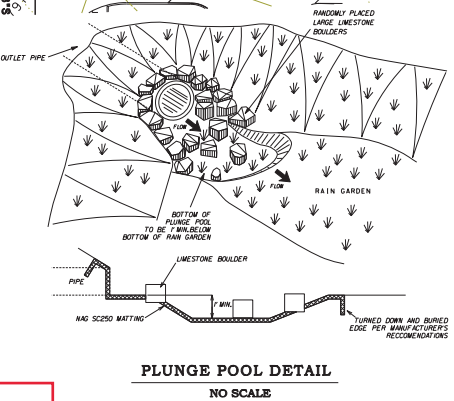 RANDOMLY PLACED
LARGE LIMESTONE
BOULDERS
OUTLET PIPE
FLOW
FLOW
RAIN GARDEN
BOTTOM OF
PLUNGE POOL
TO BE 1' MIN. BELOW
BOTTOM OF RAIN GARDEN
LIMESTONE BOULDER
PIPE
1' MIN.
NAG SC250 MATTING
TURNED DOWN AND BURIED
EDGE PER MANUFACTURER'S
RECCOMENDATIONS
PLUNGE POOL DETAIL
NO SCALE